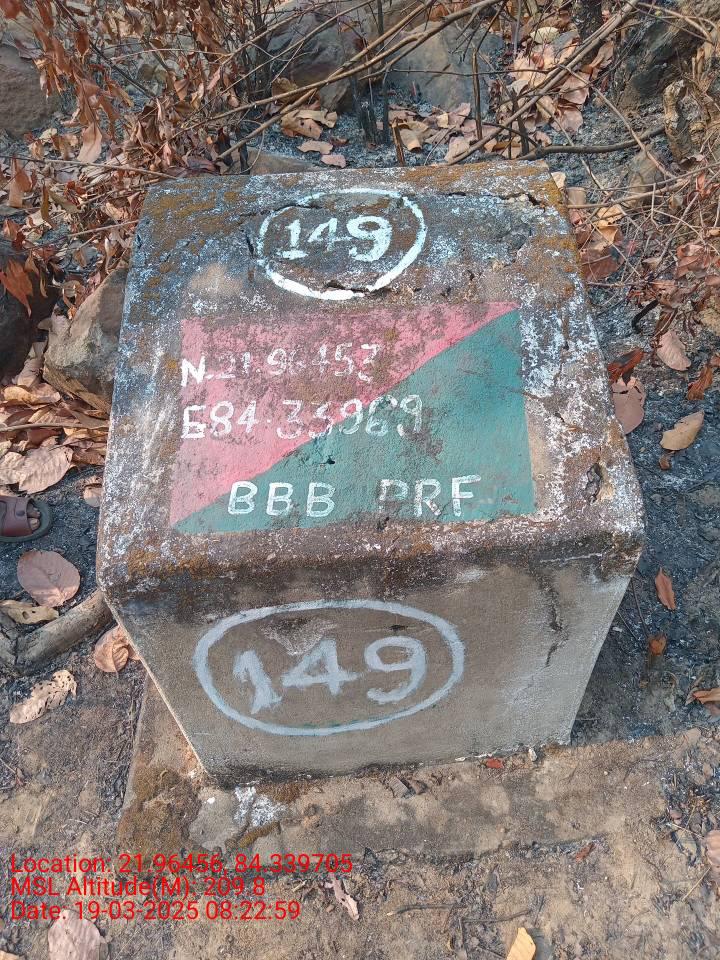 149
N.21.96453
E84.33969
BBB PRF
149
Location: 21.96456, 84.339705
MSL Altitude(M): 209.8
Date: 19-03-2025 08:22:59